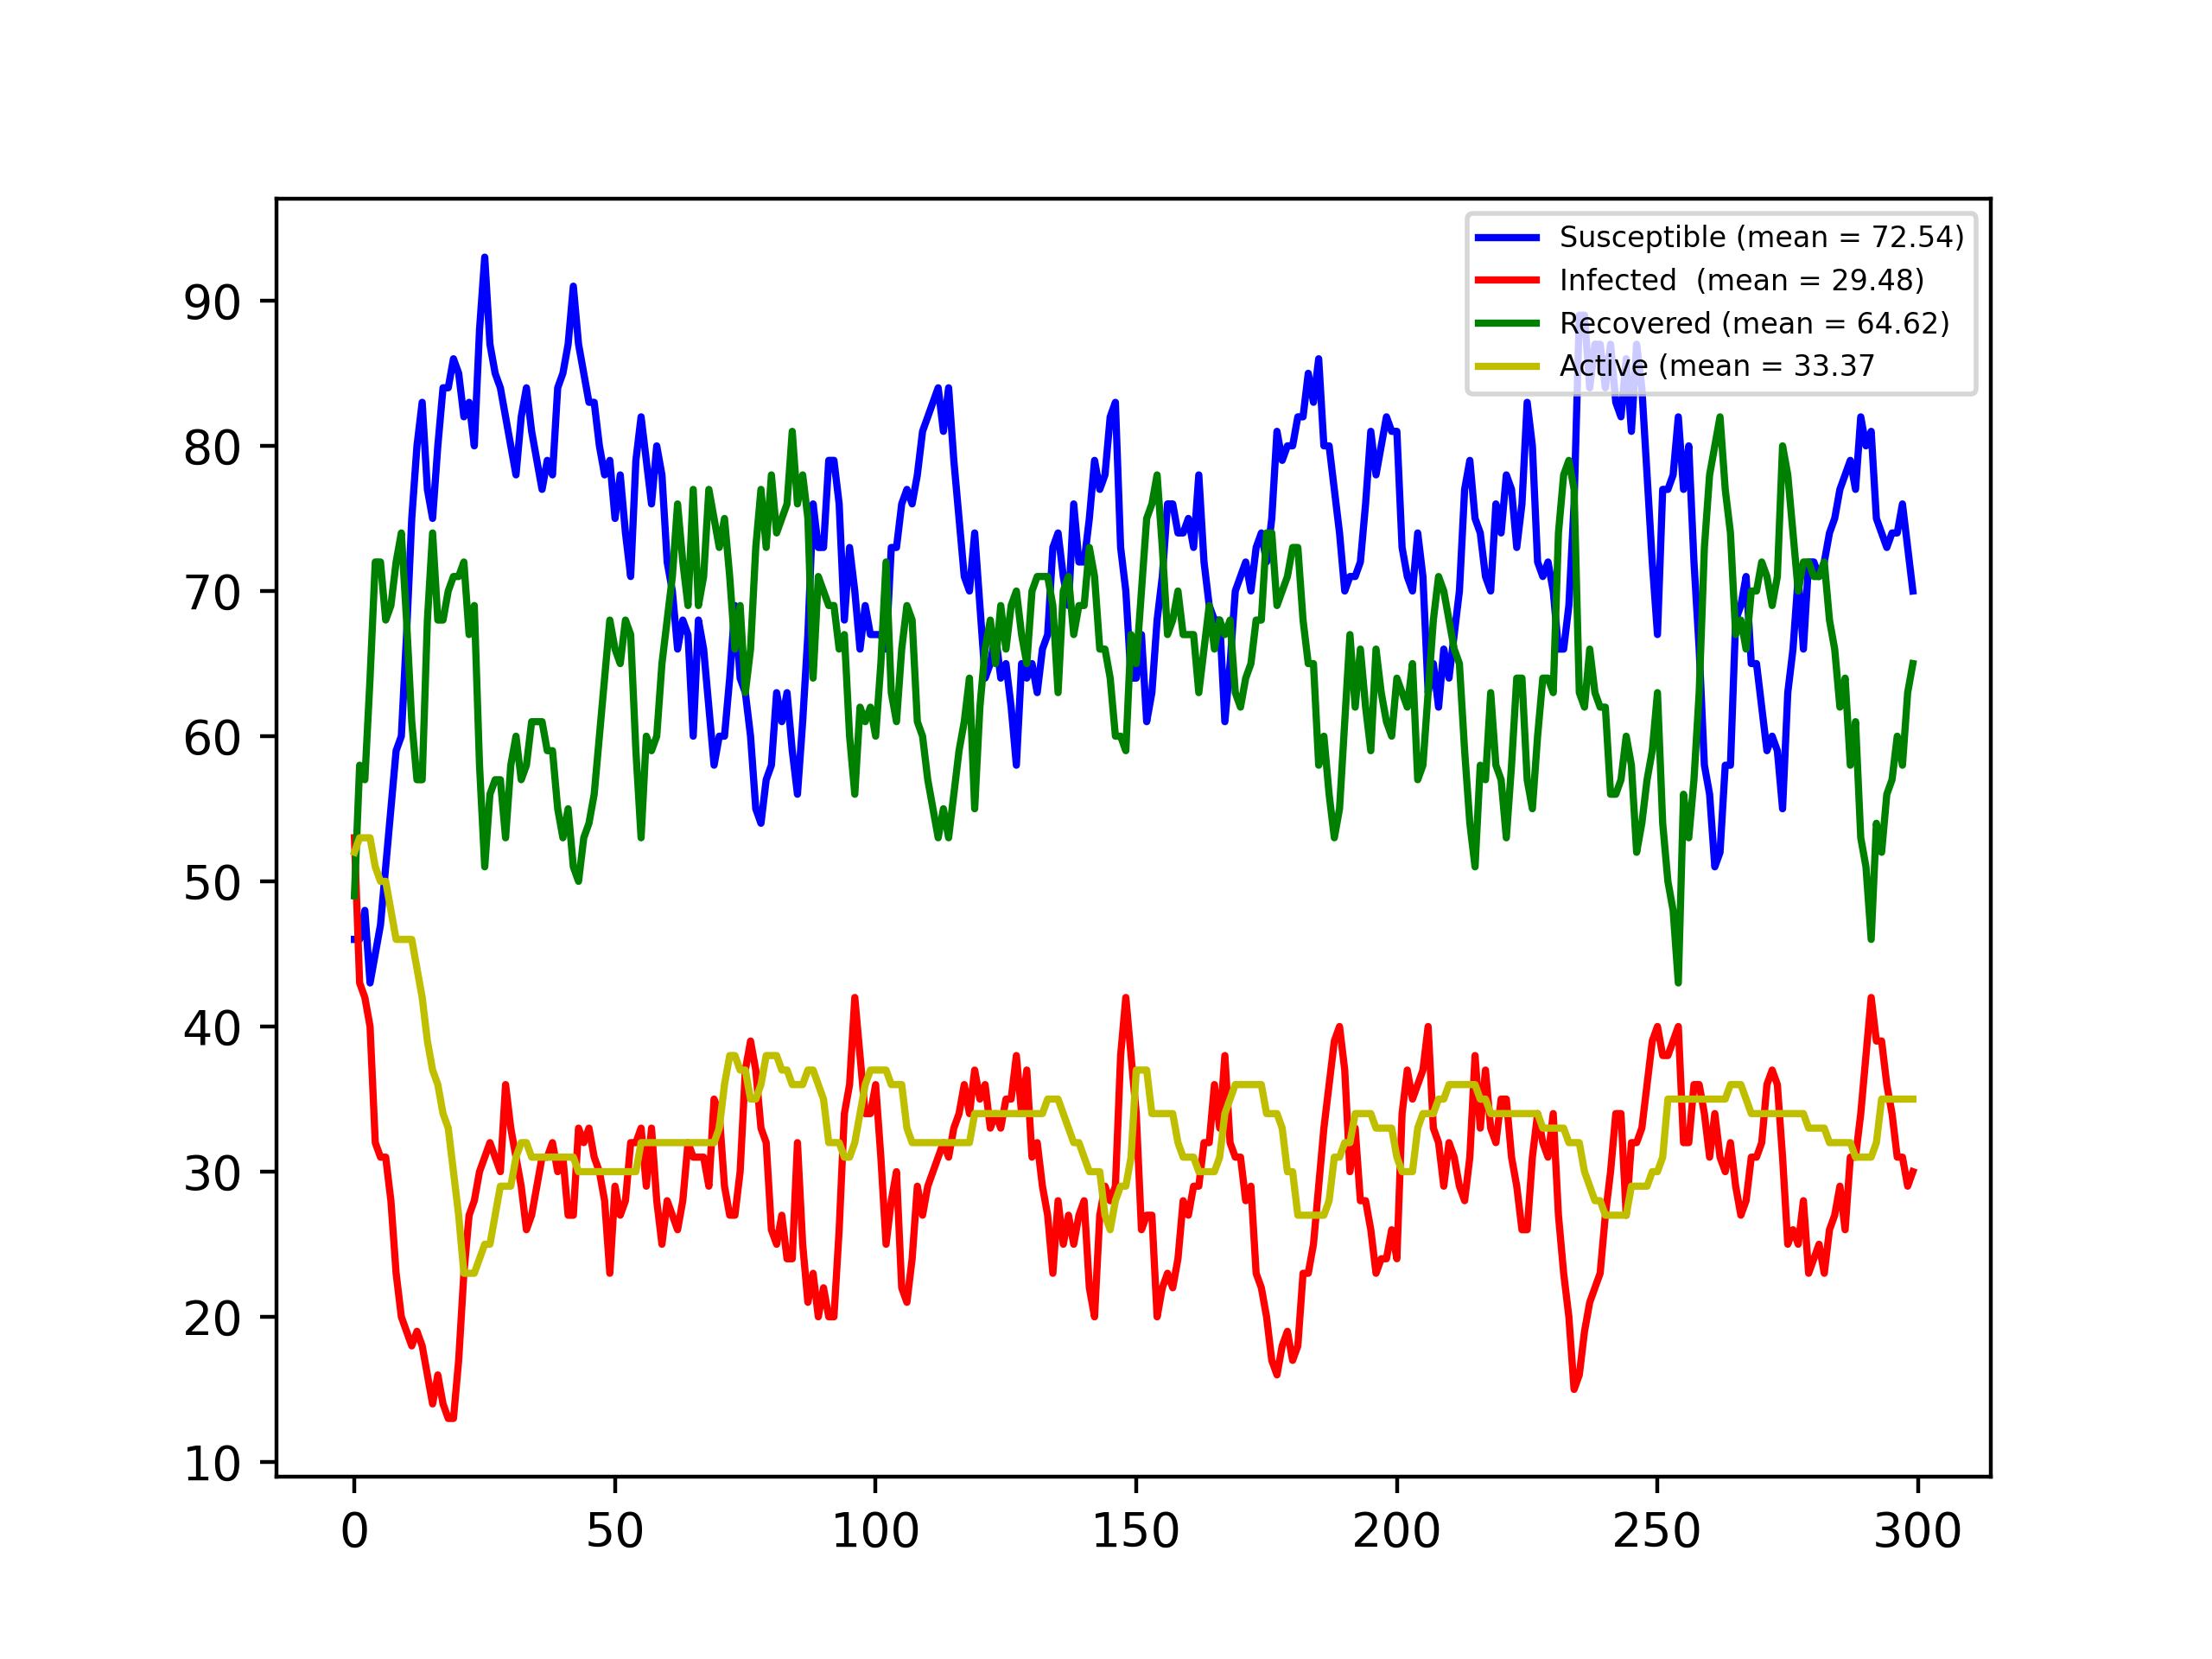 Susceptible (mean = 72.54)
Infected  (mean = 29.48)
Recovered (mean = 64.62)
Active (mean = 33.37
90
80
70
60
50
40
30
20
10
0 50 100 150 200 250 300